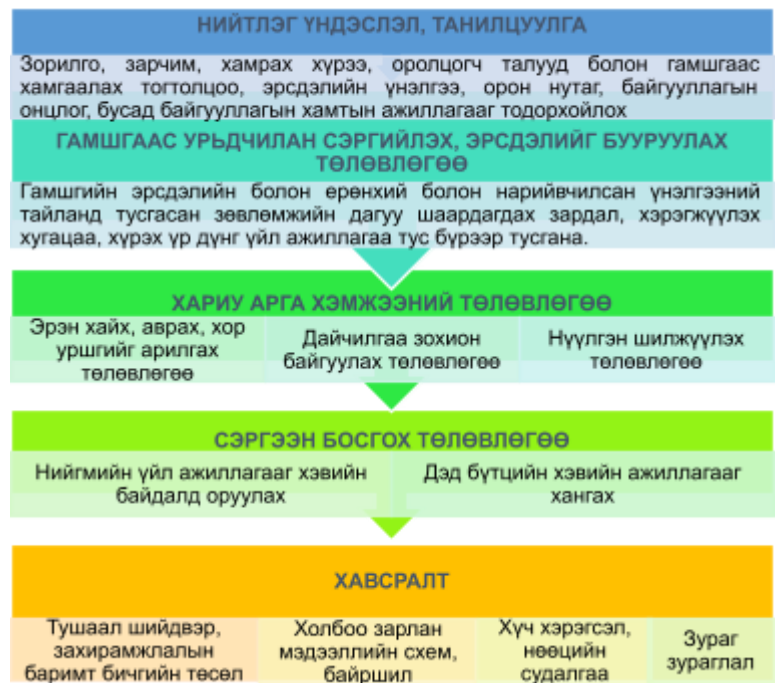 НИЙТЛЭГ ҮНДЭСЛЭЛ, ТАНИЛЦУУЛГА
Зорилго, зарчим, хамрах хүрээ, оролцогч талууд болон гамшгаас
хамгаалах тогтолцоо, эрсдэлийн үнэлгээ, орон нутаг, байгууллагын
онцлог, бусад байгууллагын хамтын ажиллагааг тодорхойлох
ГАМШГААС УРЬДЧИЛАН СЭРГИЙЛЭХ, ЭРСДЭЛИЙГ БУУРУУЛАХ
ТӨЛӨВЛӨГӨӨ
Гамшгийн эрсдэлийн болон ерөнхий болон нарийвчилсан үнэлгээний
тайланд тусгасан зөвлөмжийн дагуу шаардагдах зардал, хэрэгжүүлэх
хугацаа, хүрэх үр дүнг үйл ажиллагаа тус бүрээр тусгана.
ХАРИУ АРГА ХЭМЖЭЭНИЙ ТӨЛӨВЛӨГӨӨ
Эрэн хайх, аврах, хор
уршгийг арилгах
төлөвлөгөө
Дайчилгаа зохион
байгуулах төлөвлөгөө
Нүүлгэн шилжүүлэх
төлөвлөгөө
СЭРГЭЭН БОСГОХ ТӨЛӨВЛӨГӨӨ
Нийгмийн үйл ажиллагааг хэвийн
байдалд оруулах
Дэд бүтцийн хэвийн ажиллагааг
хангах
ХАВСРАЛТ
Тушаал шийдвэр,
захирамжлалын
баримт бичгийн төсөл
Холбоо зарлан
мэдээллийн схем,
байршил
Хүч хэрэгсэл,
нөөцийн
судалгаа
Зураг
зураглал